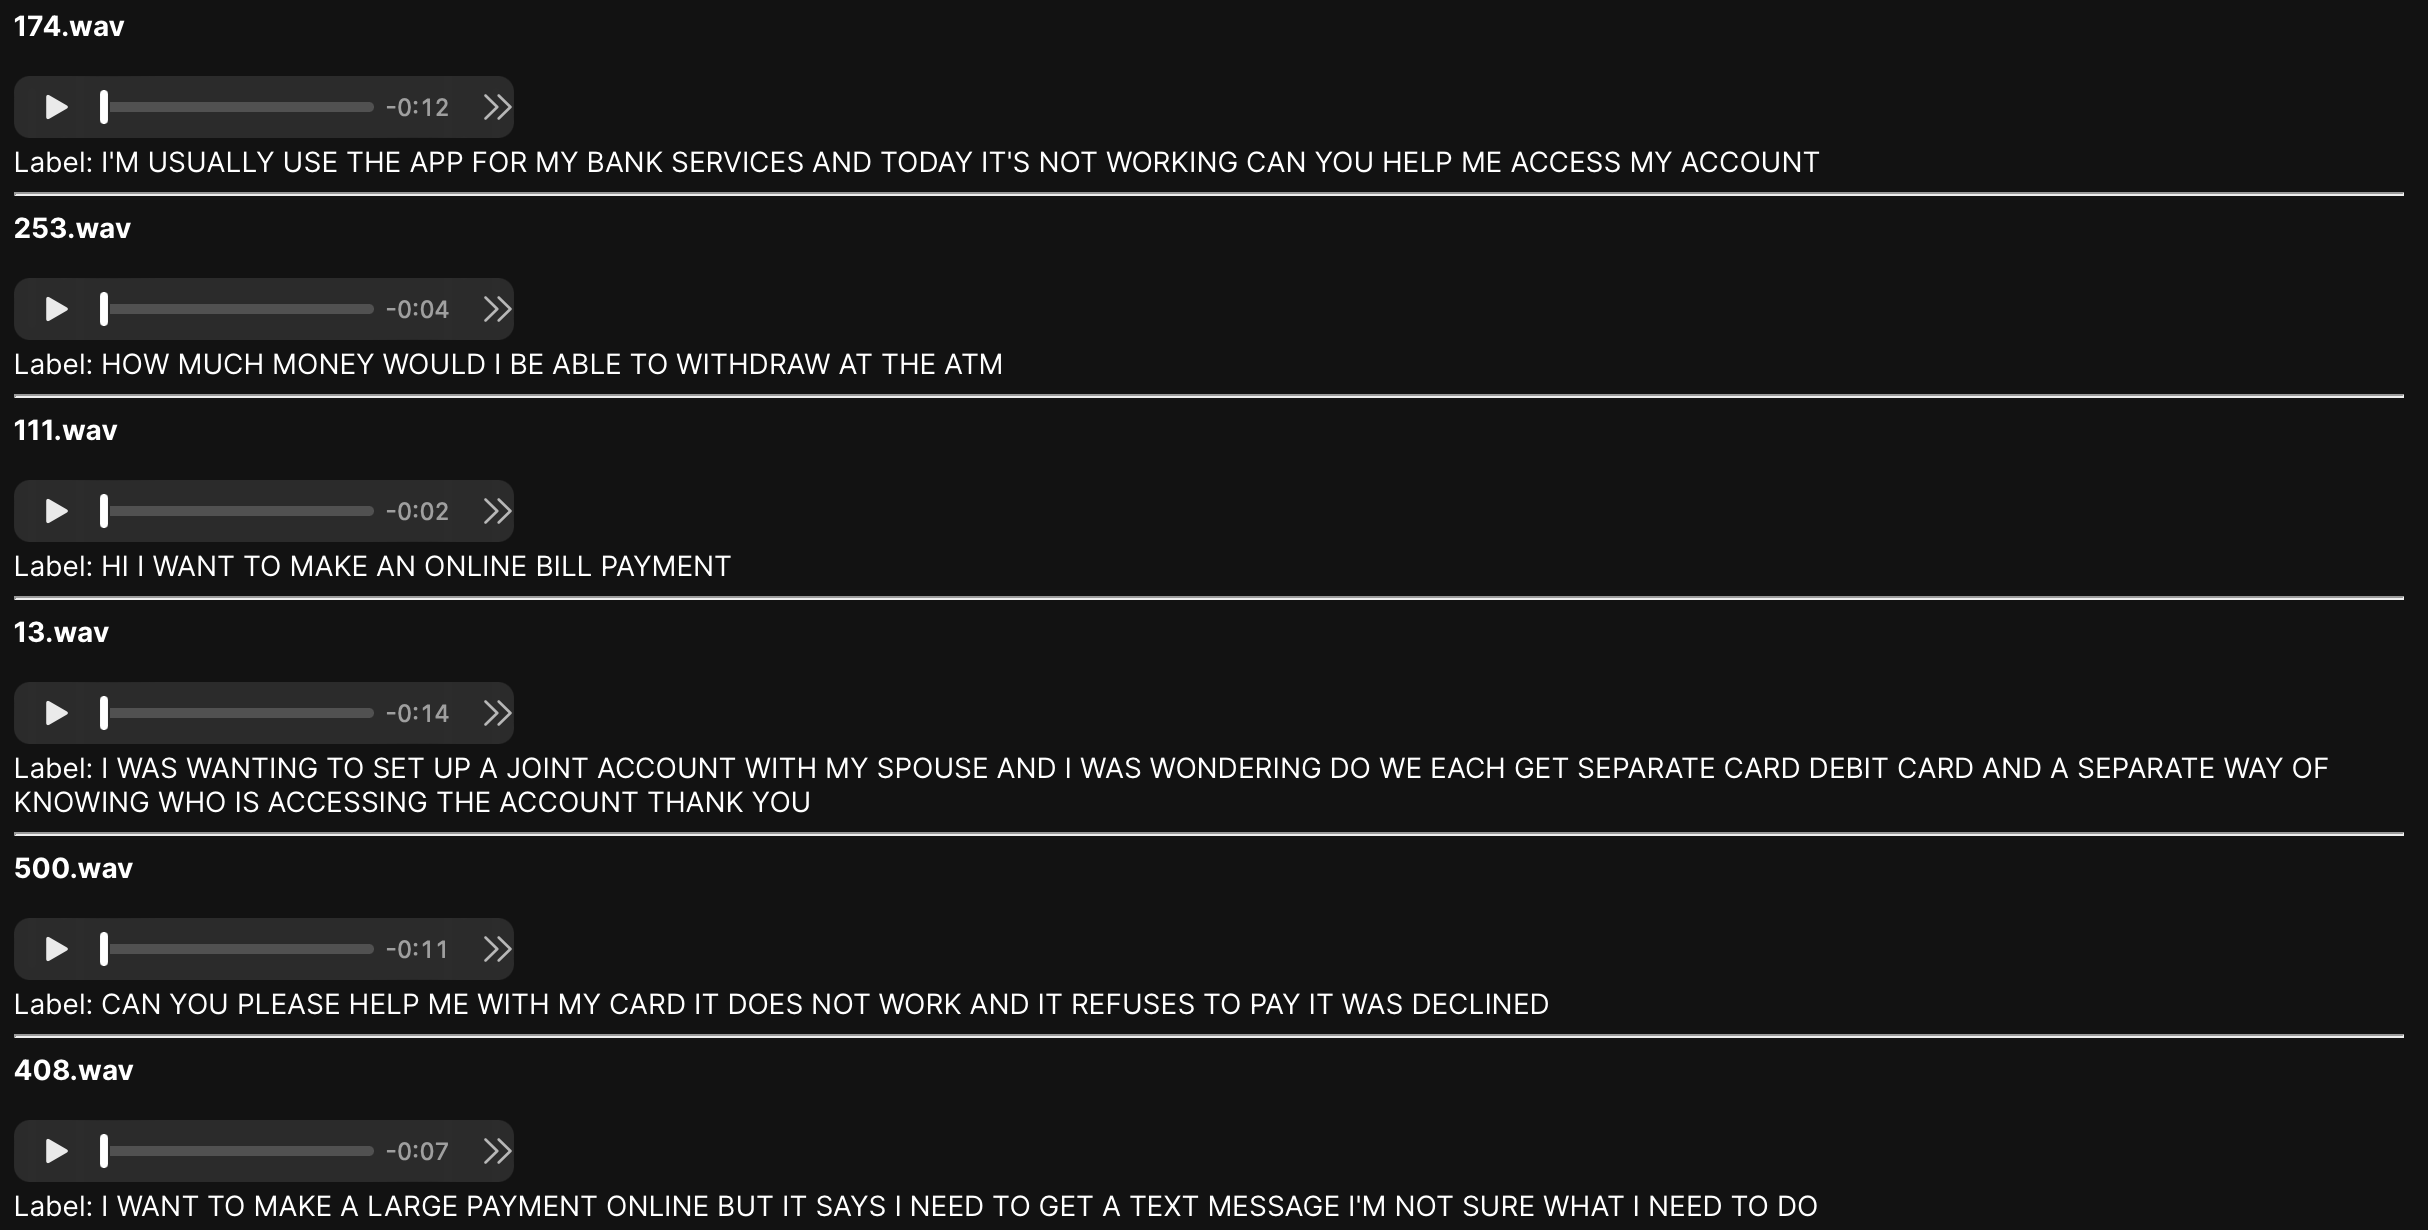 174.wav
-0:12
Label: I'M USUALLY USE THE APP FOR MY BANK SERVICES AND TODAY IT'S NOT WORKING CAN YOU HELP ME ACCESS MY ACCOUNT
253.wav
-0:04
Label: HOW MUCH MONEY WOULD I BE ABLE TO WITHDRAW AT THE ATM
111.wav
-0:02
Label: HI I WANT TO MAKE AN ONLINE BILL PAYMENT
13.wav
-0:14
Label: I WAS WANTING TO SET UP A JOINT ACCOUNT WITH MY SPOUSE AND I WAS WONDERING DO WE EACH GET SEPARATE CARD DEBIT CARD AND A SEPARATE WAY OF
KNOWING WHO IS ACCESSING THE ACCOUNT THANK YOU
500.wav
-0:11
Label: CAN YOU PLEASE HELP ME WITH MY CARD IT DOES NOT WORK AND IT REFUSES TO PAY IT WAS DECLINED
408.wav
-0:07
Label: I WANT TO MAKE A LARGE PAYMENT ONLINE BUT IT SAYS I NEED TO GET A TEXT MESSAGE I'M NOT SURE WHAT I NEED TO DO